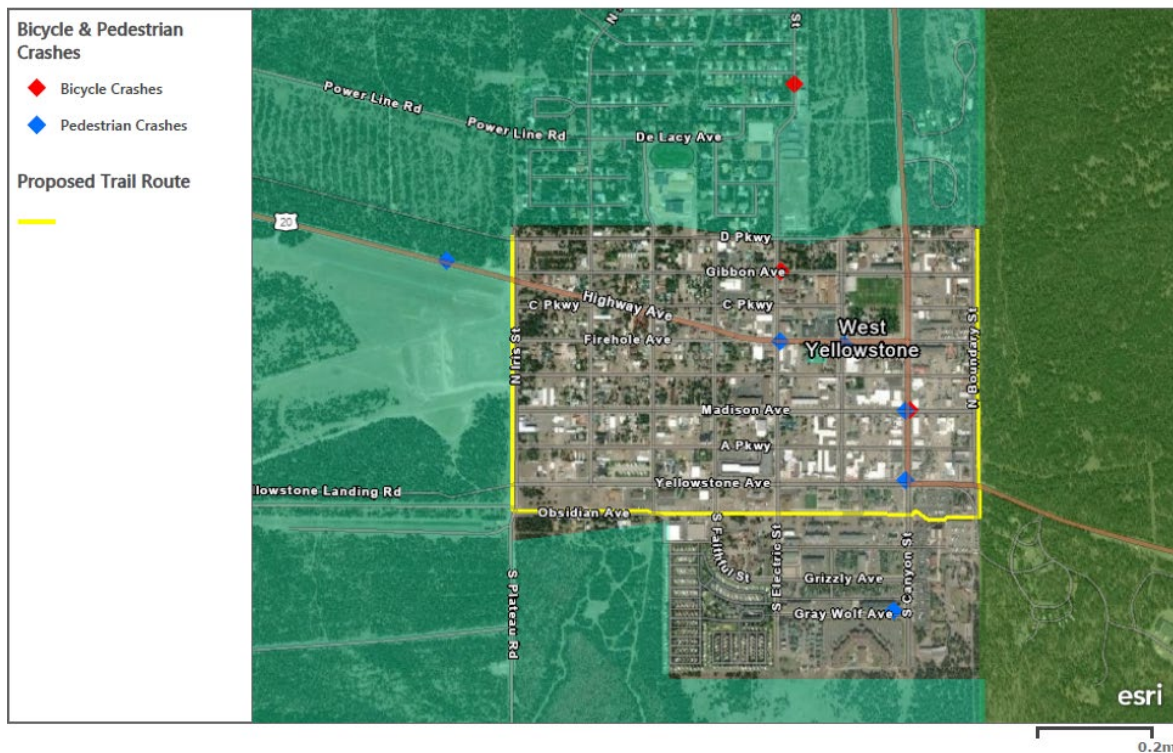 Bicycle & Pedestrian
Crashes
Bicycle Crashes
Pedestrian Crashes
Proposed Trail Route
St
Power Line Rd
Power Line Rd
De Lacy Ave
20
D Pkwy
Gibbon Ave
Highway Ave
C Pkwy
C Pkwy
West
Yellowstone
Firehole Ave
N Iris St
N Boundary St
Madison Ave
A Pkwy
Yellowstone Ave
llowstone Landing Rd
Obsidian Ave
S Faithful St
S Electric St
S Canyon St
Grizzly Ave
Gray Wolf Ave
S Plateau Rd
esri